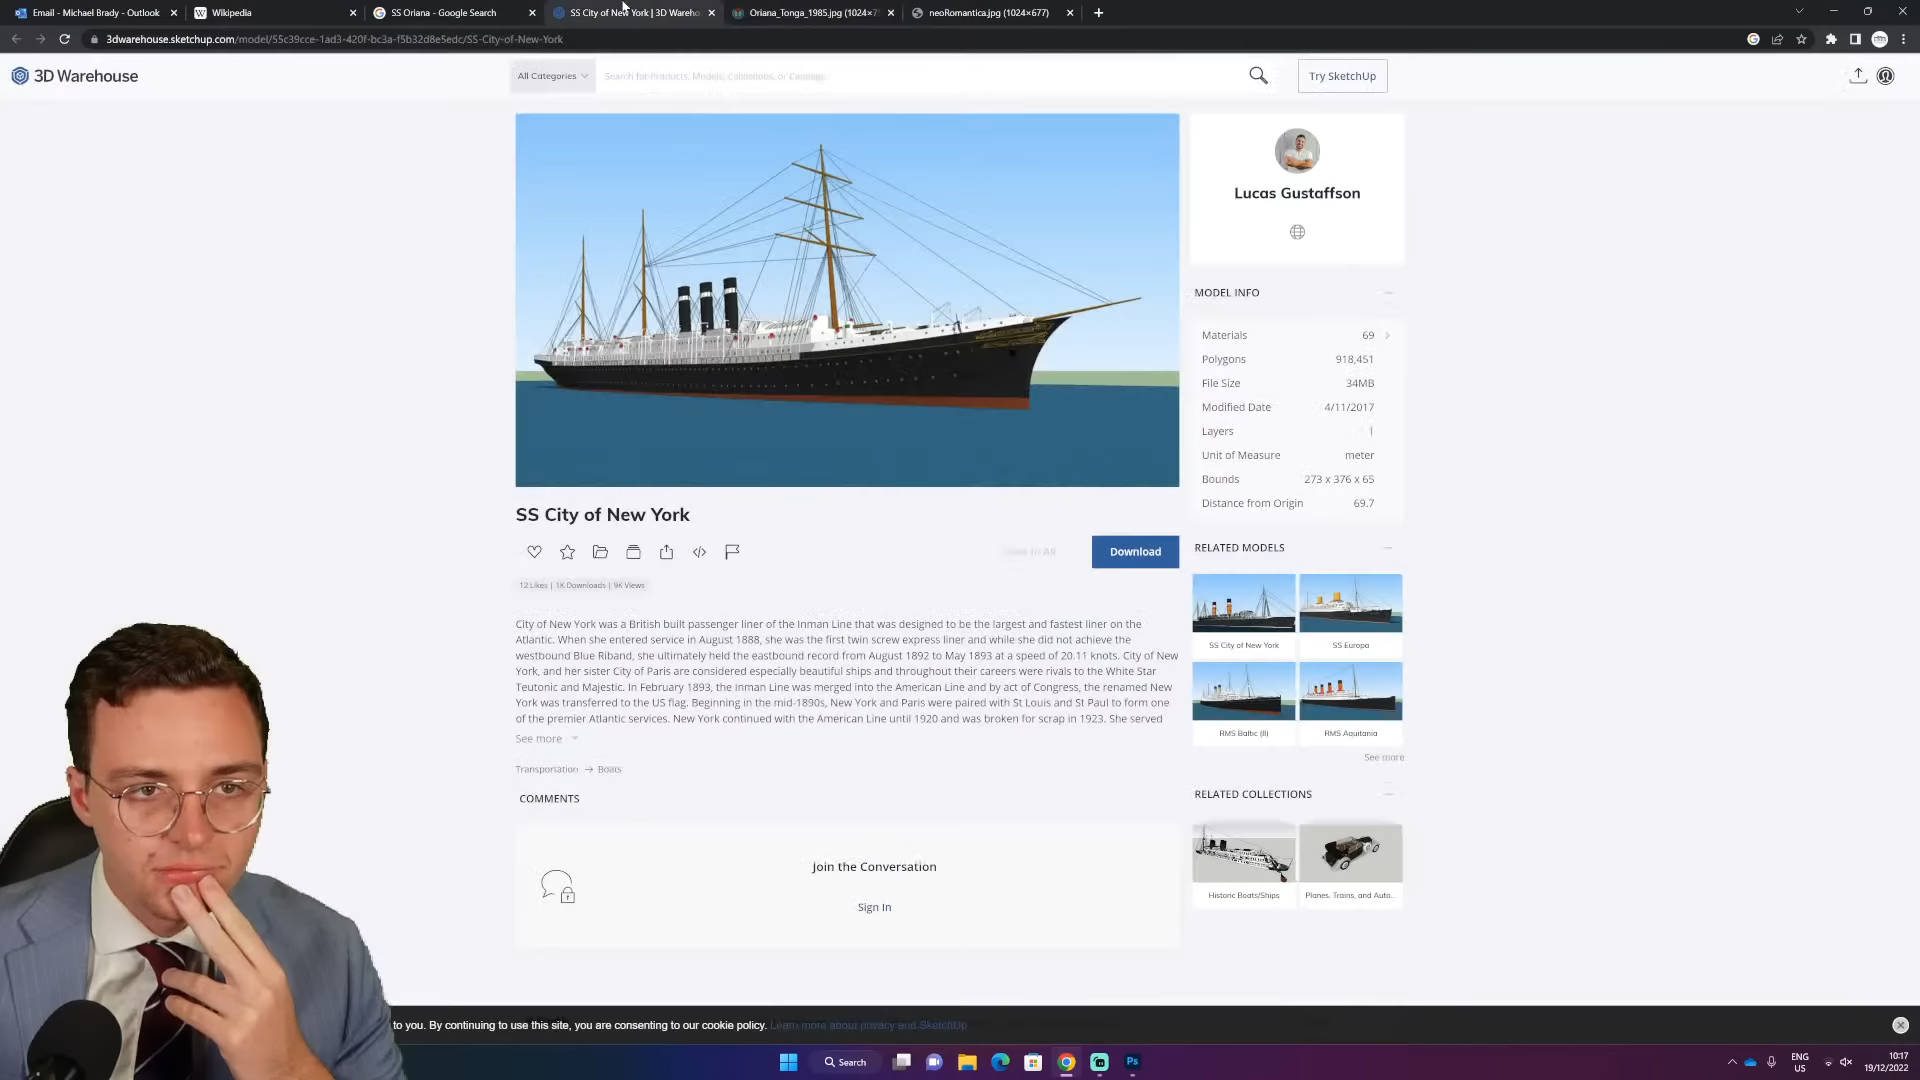 Email - Michael Brady - Outlook
Wikipedia
SS Oriana - Google Search
SS City of New York | 3D Wareho
Oriana_Tonga_1985.jpg (1024×7
neoRomantica.jpg (1024×677)
3dwarehouse.sketchup.com/model/55c39cce-1ad3-420f-bc3a-f5b32d8e5edc/SS-City-of-New-York
3D Warehouse
All Categories
Search for Products, Models, Collections, or Catalogs
Try SketchUp
Lucas Gustaffson
MODEL INFO
Materials 69
Polygons 918,451
File Size 34MB
Modified Date 4/11/2017
Layers 1
Unit of Measure meter
Bounds 273 x 376 x 65
Distance from Origin 69.7
SS City of New York
View in AR
Download
12 Likes | 1K Downloads | 9K Views
City of New York was a British built passenger liner of the Inman Line that was designed to be the largest and fastest liner on the
Atlantic. When she entered service in August 1888, she was the first twin screw express liner and while she did not achieve the
westbound Blue Riband, she ultimately held the eastbound record from August 1892 to May 1893 at a speed of 20.11 knots. City of New
York, and her sister City of Paris are considered especially beautiful ships and throughout their careers were rivals to the White Star
Teutonic and Majestic. In February 1893, the Inman Line was merged into the American Line and by act of Congress, the renamed New
York was transferred to the US flag. Beginning in the mid-1890s, New York and Paris were paired with St Louis and St Paul to form one
of the premier Atlantic services. New York continued with the American Line until 1920 and was broken for scrap in 1923. She served
See more
Transportation → Boats
COMMENTS
Join the Conversation
Sign In
RELATED MODELS
SS City of New York
SS Europa
RMS Baltic (II)
RMS Aquitania
See more
RELATED COLLECTIONS
Historic Boats/Ships
Planes, Trains, and Auto...
to you. By continuing to use this site, you are consenting to our cookie policy. Learn more about privacy and SketchUp
Search
Ps
ENG
US
10:17
19/12/2022